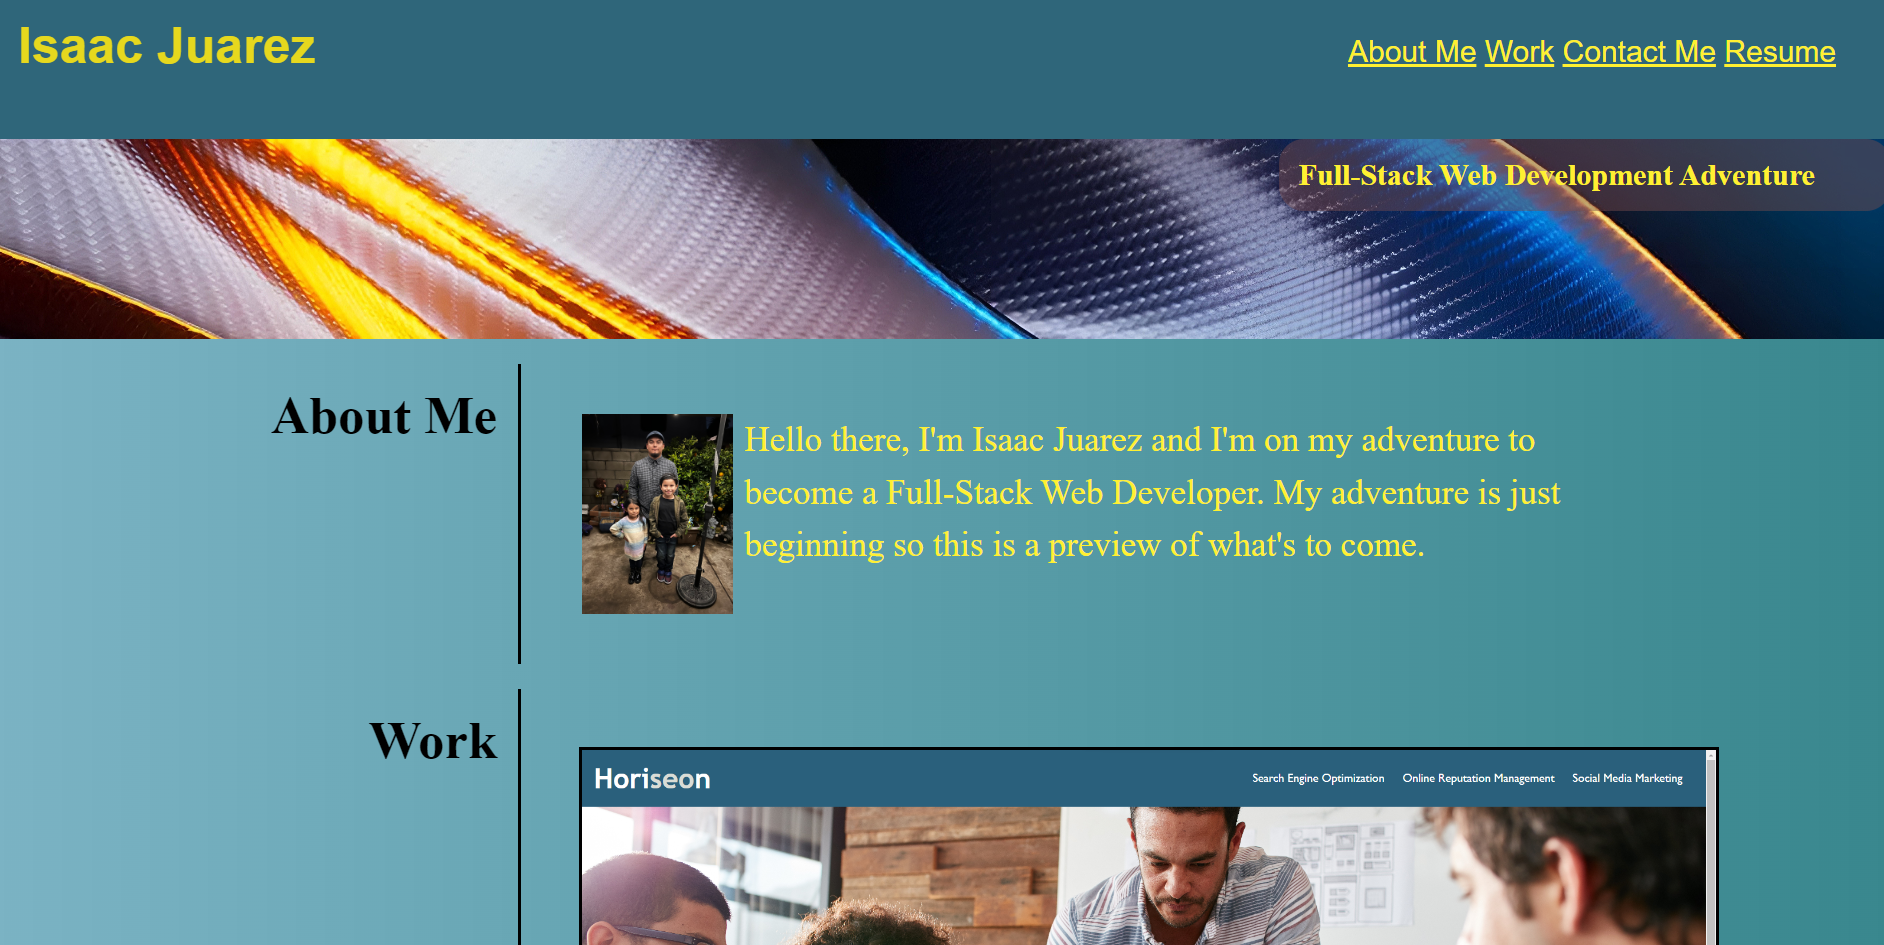 Isaac Juarez
About Me Work Contact Me Resume
Full-Stack Web Development Adventure
About Me
Hello there, I'm Isaac Juarez and I'm on my adventure to
become a Full-Stack Web Developer. My adventure is just
beginning so this is a preview of what's to come.
Work
Horiseon
Search Engine Optimization Online Reputation Management Social Media Marketing